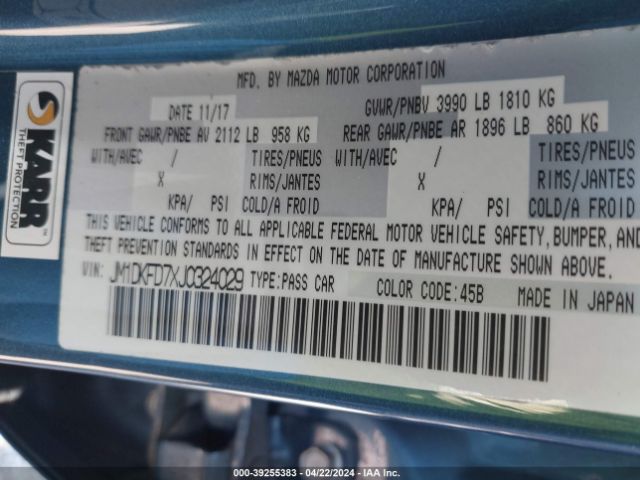 KARR™
THEFT PROTECTION
MFD. BY MAZDA MOTOR CORPORATION
DATE 11/17 GVWR/PNBV 3990 LB 1810 KG
FRONT GAWR/PNBE AV 2112 LB 958 KG REAR GAWR/PNBE AR 1896 LB 860 KG
WITH/AVEC / TIRES/PNEUS WITH/AVEC / TIRES/PNEUS
X RIMS/JANTES X RIMS/JANTES
KPA/ PSI COLD/A FROID KPA/ PSI COLD/A FROID
THIS VEHICLE CONFORMS TO ALL APPLICABLE FEDERAL MOTOR VEHICLE SAFETY, BUMPER, AND
THEFT PREVENTION STANDARDS IN EFFECT ON THE DATE OF MANUFACTURE SHOWN ABOVE.
VIN: JM1DKFD7XJ0324029 TYPE:PASS CAR COLOR CODE:45B MADE IN JAPAN
000-39255383 - 04/22/2024 - IAA Inc.